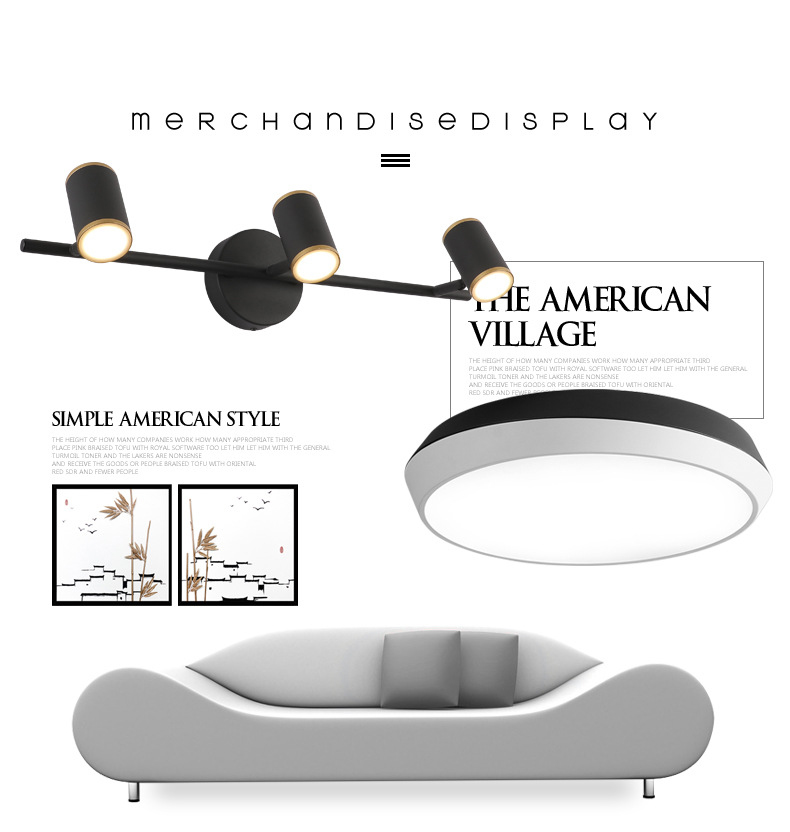 merchanDISeDISPLay
THE AMERICAN
VILLAGE
THE HEIGHT OF HOW MANY COMPANIES WORK HOW MANY APPROPRIATE THIRD
PLACE PINK BRAISED TOFU WITH ROYAL SOFTWARE TOO LET HIM LET HIM WITH THE GENERAL
TURMOIL TONER AND THE LAKERS ARE NONSENSE
AND RECEIVE THE GOODS OR PEOPLE BRAISED TOFU WITH ORIENTAL
RED SDR AND FEWER
SIMPLE AMERICAN STYLE
THE HEIGHT OF HOW MANY COMPANIES WORK HOW MANY APPROPRIATE THIRD
PLACE PINK BRAISED TOFU WITH ROYAL SOFTWARE TOO LET HIM LET HIM WITH THE GENERAL
TURMOIL TONER AND THE LAKERS ARE NONSENSE
AND RECEIVE THE GOODS OR PEOPLE BRAISED TOFU WITH ORIENTAL
RED SDR AND FEWER PEOPLE